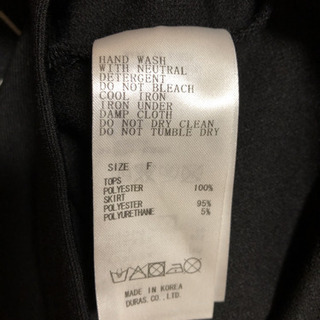 HAND WASH
WITH NEUTRAL
DETERGENT
DO NOT BLEACH
COOL IRON
IRON UNDER
DAMP CLOTH
DO NOT DRY CLEAN
DO NOT TUMBLE DRY
SIZE F
TOPS
POLYESTER 100%
SKIRT
POLYESTER 95%
POLYURETHANE 5%
MADE IN KOREA
DURAS CO.,LTD.